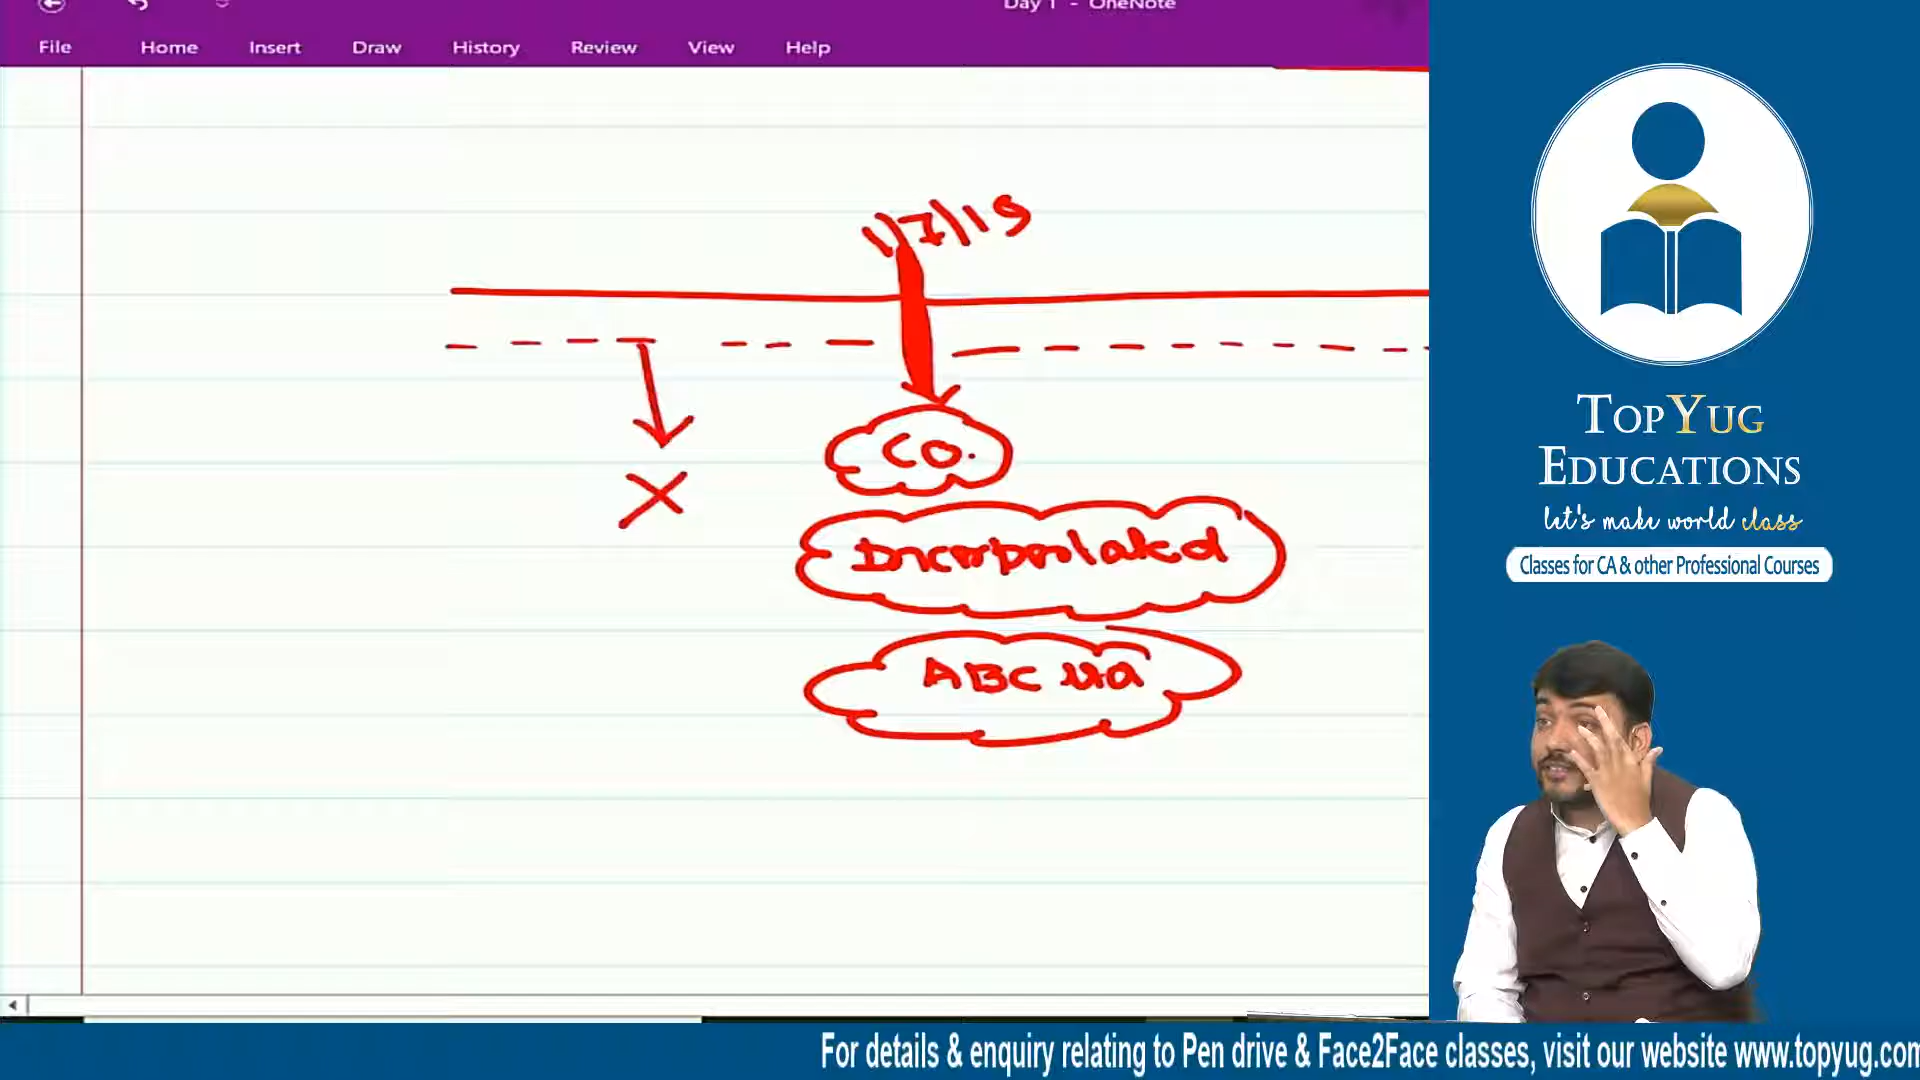 Day 1 - OneNote
File Home Insert Draw History Review View Help
1/7/19
CO.
Incorporated
ABC Ltd
TOPYUG
EDUCATIONS
let's make world class
Classes for CA & other Professional Courses
For details & enquiry relating to Pen drive & Face2Face classes, visit our website www.topyug.com